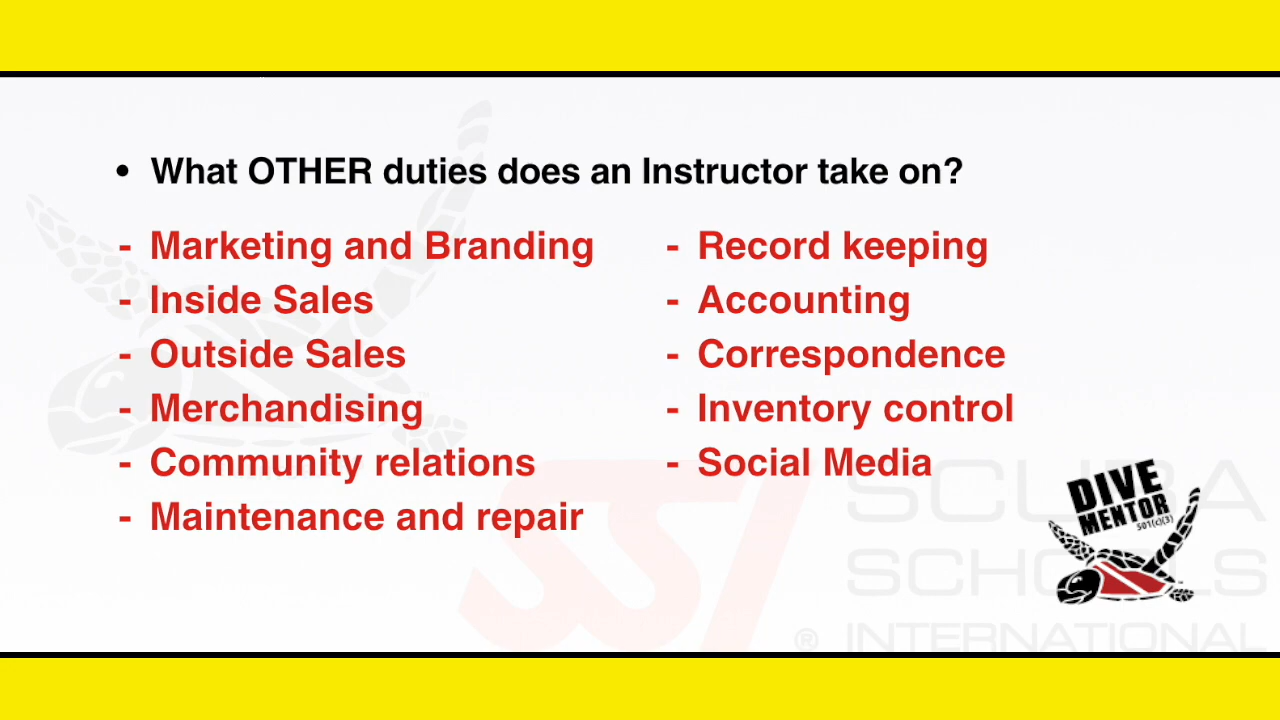 • What OTHER duties does an Instructor take on?
- Marketing and Branding
- Inside Sales
- Outside Sales
- Merchandising
- Community relations
- Maintenance and repair
- Record keeping
- Accounting
- Correspondence
- Inventory control
- Social Media
DIVE
MENTOR
501(c)(3)
SSI
SCUBA
SCHOOLS
® INTERNATIONAL